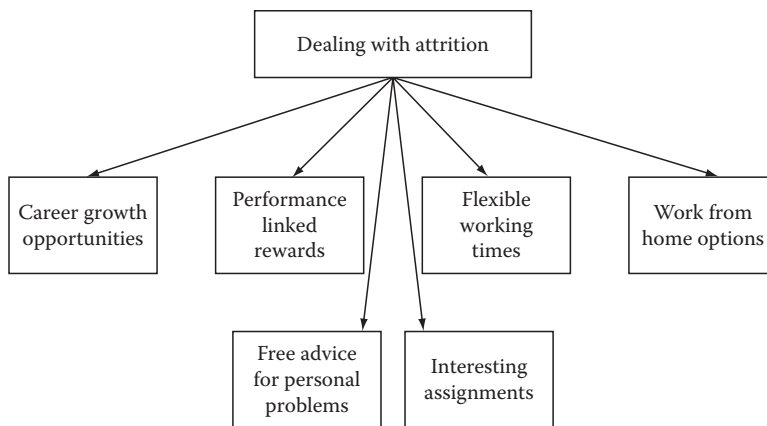 Dealing with attrition
Career growth
opportunities
Performance
linked
rewards
Flexible
working
times
Work from
home options
Free advice
for personal
problems
Interesting
assignments